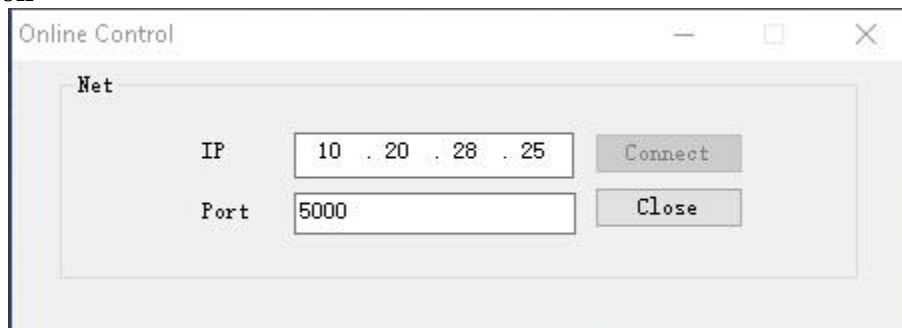 Online Control
Net
IP 10 . 20 . 28 . 25 Connect
Port 5000 Close